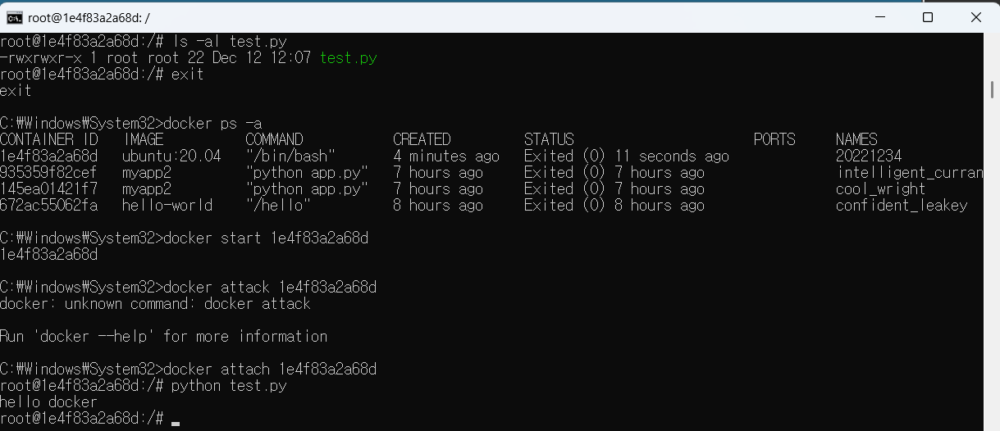 root@1e4f83a2a68d: /
root@1e4f83a2a68d:/# ls -al test.py
-rwxrwxr-x 1 root root 22 Dec 12 12:07 test.py
root@1e4f83a2a68d:/# exit
exit
C:₩Windows₩System32>docker ps -a
CONTAINER ID IMAGE COMMAND CREATED STATUS PORTS NAMES
1e4f83a2a68d ubuntu:20.04 "/bin/bash" 4 minutes ago Exited (0) 11 seconds ago 20221234
935359f82cef myapp2 "python app.py" 7 hours ago Exited (0) 7 hours ago intelligent_curran
145ea01421f7 myapp2 "python app.py" 7 hours ago Exited (0) 7 hours ago cool_wright
672ac55062fa hello-world "/hello" 8 hours ago Exited (0) 8 hours ago confident_leakey
C:₩Windows₩System32>docker start 1e4f83a2a68d
1e4f83a2a68d
C:₩Windows₩System32>docker attack 1e4f83a2a68d
docker: unknown command: docker attack
Run 'docker --help' for more information
C:₩Windows₩System32>docker attach 1e4f83a2a68d
root@1e4f83a2a68d:/# python test.py
hello docker
root@1e4f83a2a68d:/#